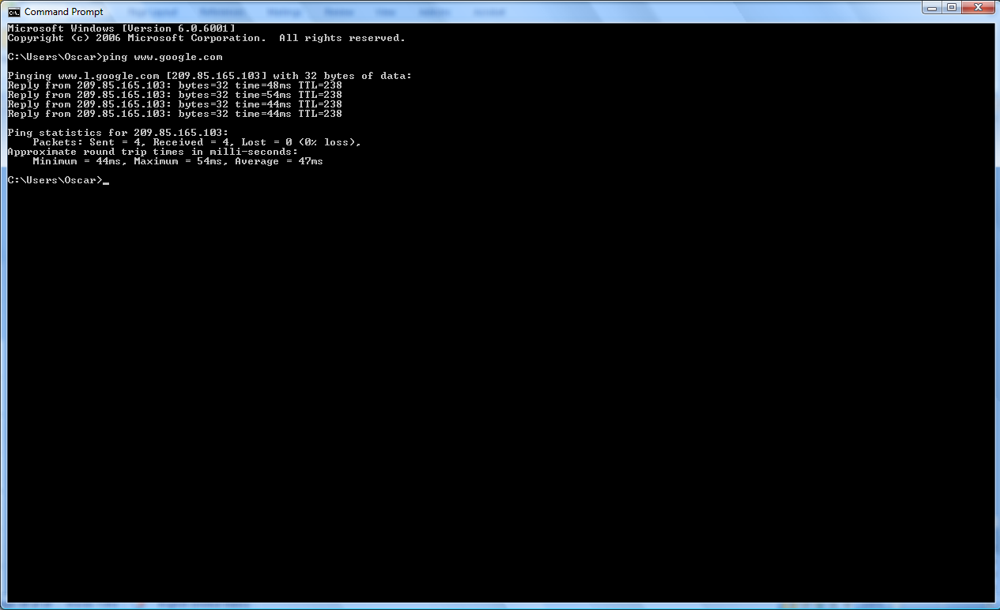 Command Prompt
Microsoft Windows [Version 6.0.6001]
Copyright (c) 2006 Microsoft Corporation.  All rights reserved.
C:\Users\Oscar>ping www.google.com
Pinging www.l.google.com [209.85.165.103] with 32 bytes of data:
Reply from 209.85.165.103: bytes=32 time=48ms TTL=238
Reply from 209.85.165.103: bytes=32 time=54ms TTL=238
Reply from 209.85.165.103: bytes=32 time=44ms TTL=238
Reply from 209.85.165.103: bytes=32 time=44ms TTL=238
Ping statistics for 209.85.165.103:
    Packets: Sent = 4, Received = 4, Lost = 0 (0% loss),
Approximate round trip times in milli-seconds:
    Minimum = 44ms, Maximum = 54ms, Average = 47ms
C:\Users\Oscar>_